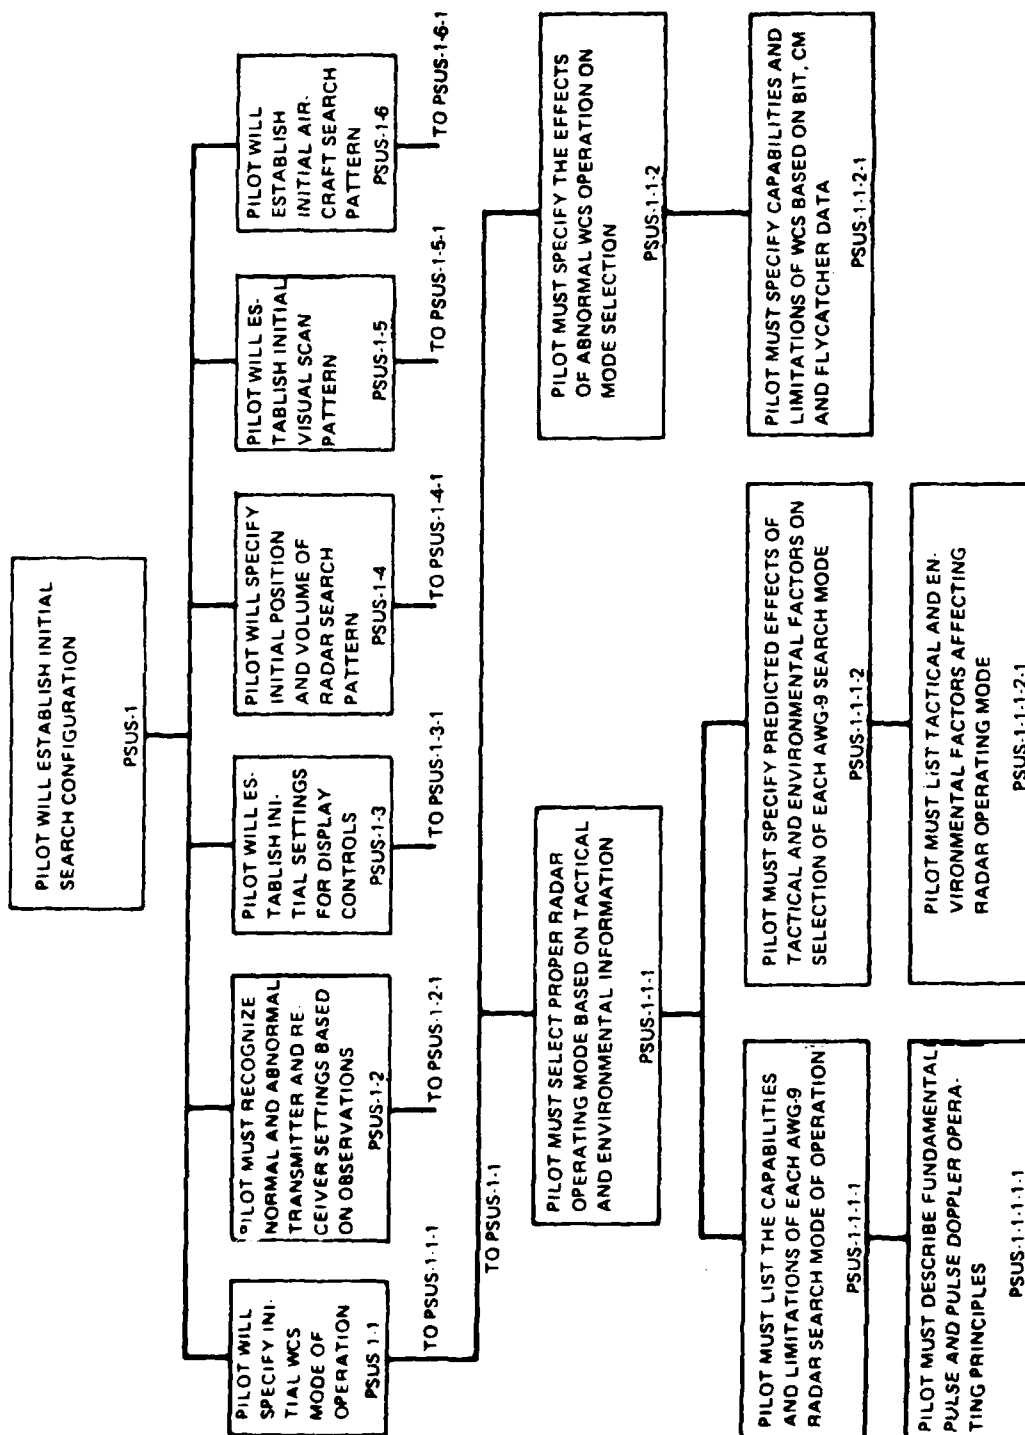 PILOT WILL ESTABLISH INITIAL
SEARCH CONFIGURATION
PSUS-1
PILOT WILL
SPECIFY INI-
TIAL WCS
MODE OF
OPERATION
PSUS 1-1
TO PSUS-1-1-1
PILOT MUST RECOGNIZE
NORMAL AND ABNORMAL
TRANSMITTER AND RE-
CEIVER SETTINGS BASED
ON OBSERVATIONS
PSUS-1-2
TO PSUS-1-2-1
PILOT WILL ES-
TABLISH INI-
TIAL SETTINGS
FOR DISPLAY
CONTROLS
PSUS-1-3
TO PSUS-1-3-1
PILOT WILL SPECIFY
INITIAL POSITION
AND VOLUME OF
RADAR SEARCH
PATTERN
PSUS-1-4
TO PSUS-1-4-1
PILOT WILL ES-
TABLISH INITIAL
VISUAL SCAN
PATTERN
PSUS-1-5
TO PSUS-1-5-1
PILOT WILL
ESTABLISH
INITIAL AIR-
CRAFT SEARCH
PATTERN
PSUS-1-6
TO PSUS-1-6-1
TO PSUS-1-1
PILOT MUST SELECT PROPER RADAR
OPERATING MODE BASED ON TACTICAL
AND ENVIRONMENTAL INFORMATION
PSUS-1-1-1
PILOT MUST SPECIFY THE EFFECTS
OF ABNORMAL WCS OPERATION ON
MODE SELECTION
PSUS-1-1-2
PILOT MUST LIST THE CAPABILITIES
AND LIMITATIONS OF EACH AWG-9
RADAR SEARCH MODE OF OPERATION
PSUS-1-1-1-1
PILOT MUST SPECIFY PREDICTED EFFECTS OF
TACTICAL AND ENVIRONMENTAL FACTORS ON
SELECTION OF EACH AWG-9 SEARCH MODE
PSUS-1-1-1-2
PILOT MUST SPECIFY CAPABILITIES AND
LIMITATIONS OF WCS BASED ON BIT, CM
AND FLYCATCHER DATA
PSUS-1-1-2-1
PILOT MUST DESCRIBE FUNDAMENTAL
PULSE AND PULSE DOPPLER OPERA-
TING PRINCIPLES
PSUS-1-1-1-1-1
PILOT MUST LIST TACTICAL AND EN-
VIRONMENTAL FACTORS AFFECTING
RADAR OPERATING MODE
PSUS-1-1-1-2-1